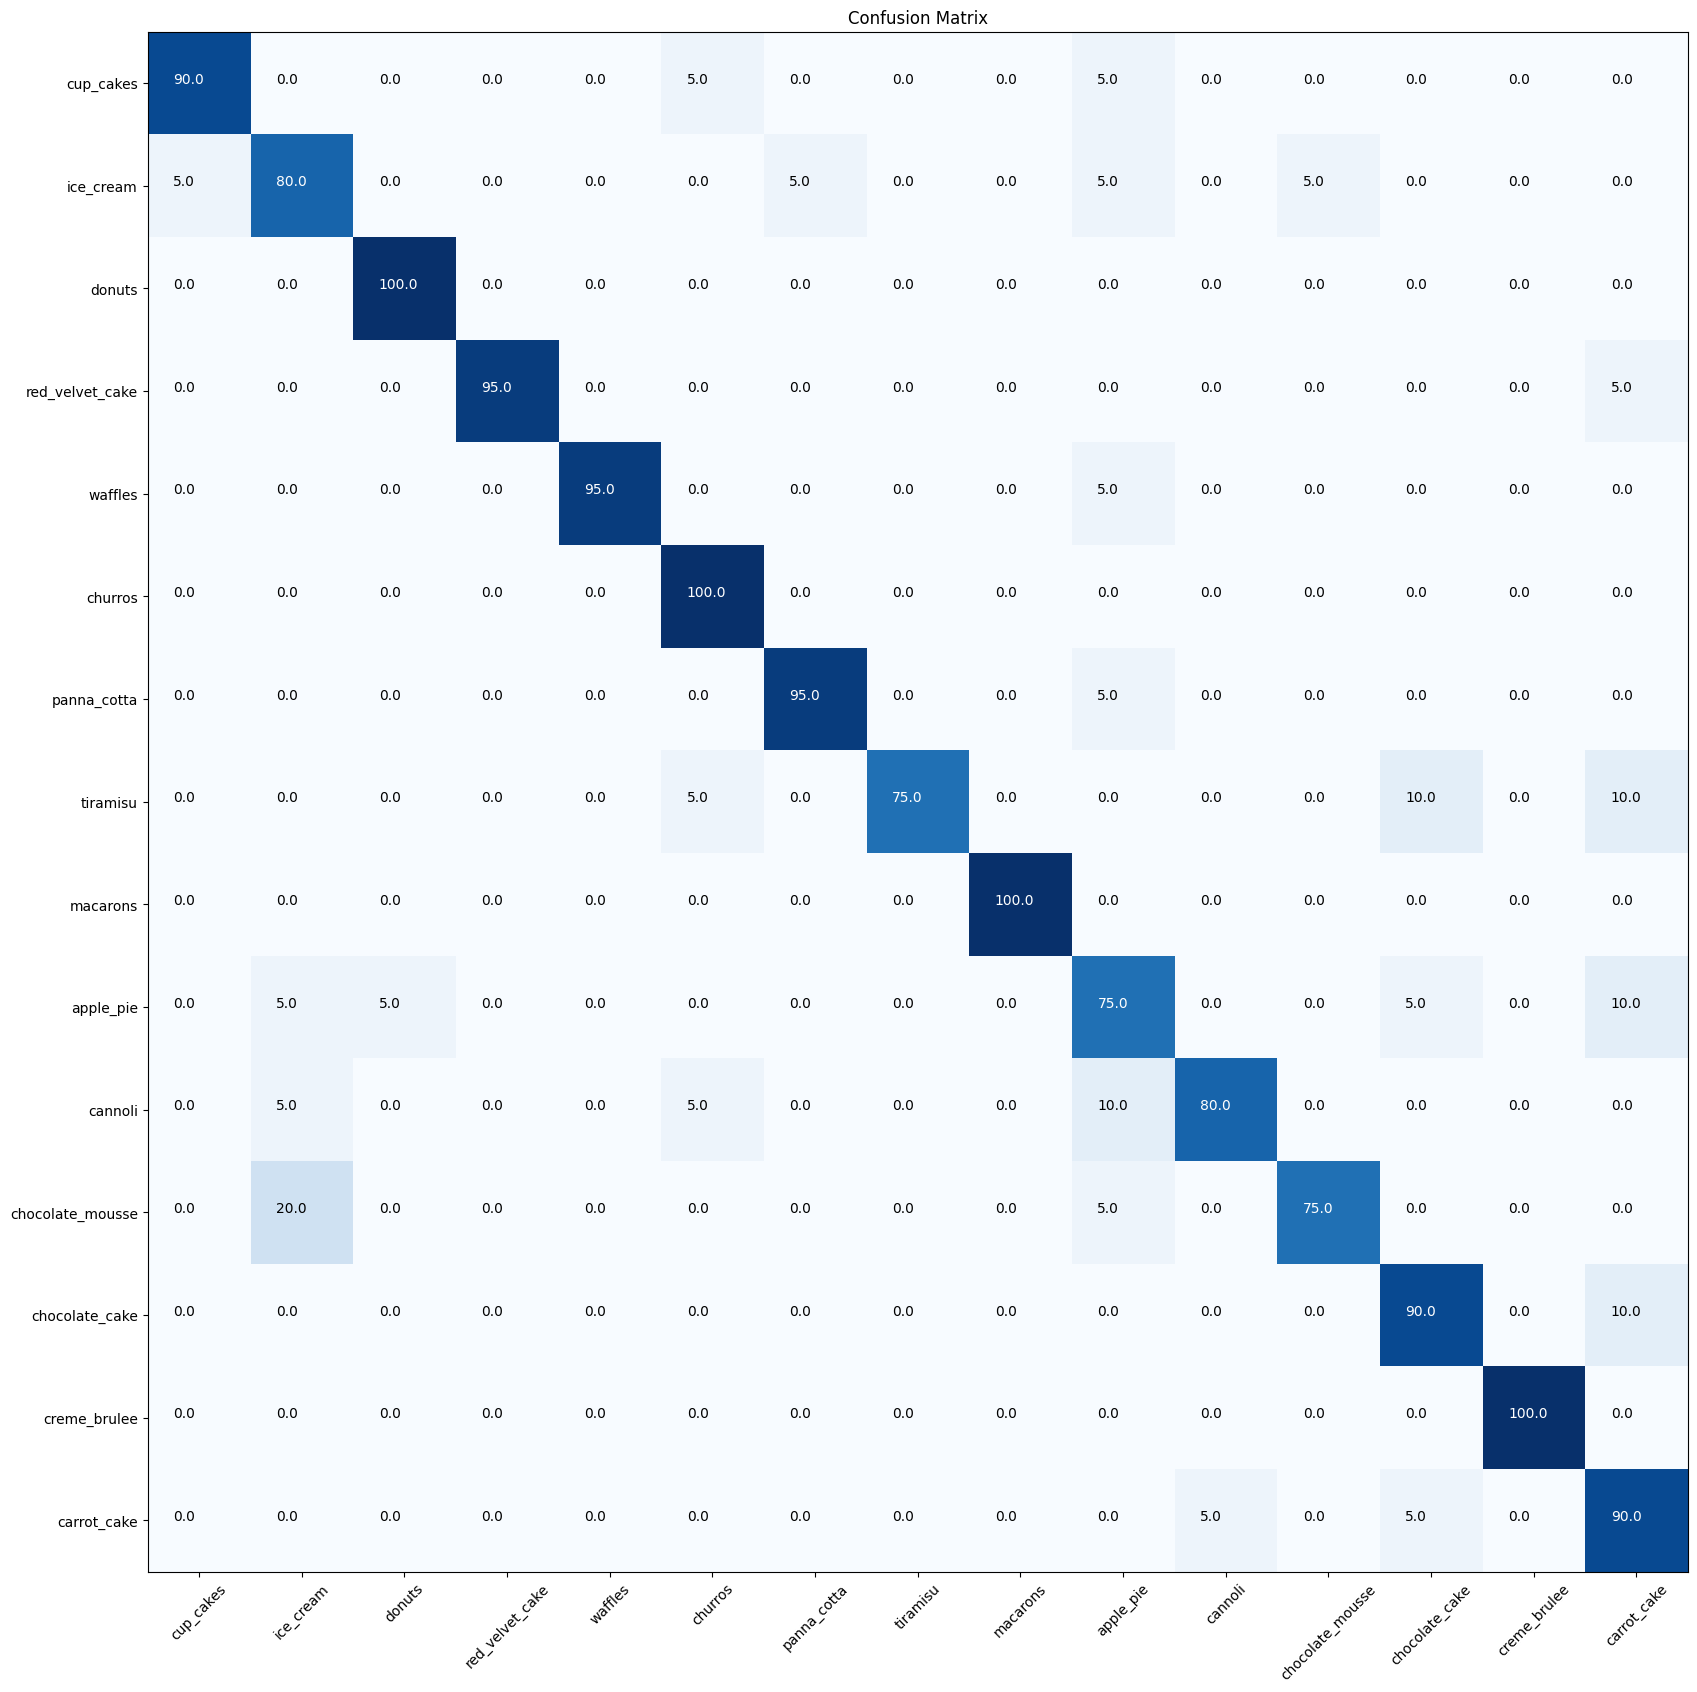 Confusion Matrix
cup_cakes 90.0 0.0 0.0 0.0 0.0 5.0 0.0 0.0 0.0 5.0 0.0 0.0 0.0 0.0 0.0
ice_cream 5.0 80.0 0.0 0.0 0.0 0.0 5.0 0.0 0.0 5.0 0.0 5.0 0.0 0.0 0.0
donuts 0.0 0.0 100.0 0.0 0.0 0.0 0.0 0.0 0.0 0.0 0.0 0.0 0.0 0.0 0.0
red_velvet_cake 0.0 0.0 0.0 95.0 0.0 0.0 0.0 0.0 0.0 0.0 0.0 0.0 0.0 0.0 5.0
waffles 0.0 0.0 0.0 0.0 95.0 0.0 0.0 0.0 0.0 5.0 0.0 0.0 0.0 0.0 0.0
churros 0.0 0.0 0.0 0.0 0.0 100.0 0.0 0.0 0.0 0.0 0.0 0.0 0.0 0.0 0.0
panna_cotta 0.0 0.0 0.0 0.0 0.0 0.0 95.0 0.0 0.0 5.0 0.0 0.0 0.0 0.0 0.0
tiramisu 0.0 0.0 0.0 0.0 0.0 5.0 0.0 75.0 0.0 0.0 0.0 0.0 10.0 0.0 10.0
macarons 0.0 0.0 0.0 0.0 0.0 0.0 0.0 0.0 100.0 0.0 0.0 0.0 0.0 0.0 0.0
apple_pie 0.0 5.0 5.0 0.0 0.0 0.0 0.0 0.0 0.0 75.0 0.0 0.0 5.0 0.0 10.0
cannoli 0.0 5.0 0.0 0.0 0.0 5.0 0.0 0.0 0.0 10.0 80.0 0.0 0.0 0.0 0.0
chocolate_mousse 0.0 20.0 0.0 0.0 0.0 0.0 0.0 0.0 0.0 5.0 0.0 75.0 0.0 0.0 0.0
chocolate_cake 0.0 0.0 0.0 0.0 0.0 0.0 0.0 0.0 0.0 0.0 0.0 0.0 90.0 0.0 10.0
creme_brulee 0.0 0.0 0.0 0.0 0.0 0.0 0.0 0.0 0.0 0.0 0.0 0.0 0.0 100.0 0.0
carrot_cake 0.0 0.0 0.0 0.0 0.0 0.0 0.0 0.0 0.0 0.0 5.0 0.0 5.0 0.0 90.0
cup_cakes ice_cream donuts red_velvet_cake waffles churros panna_cotta tiramisu macarons apple_pie cannoli chocolate_mousse chocolate_cake creme_brulee carrot_cake